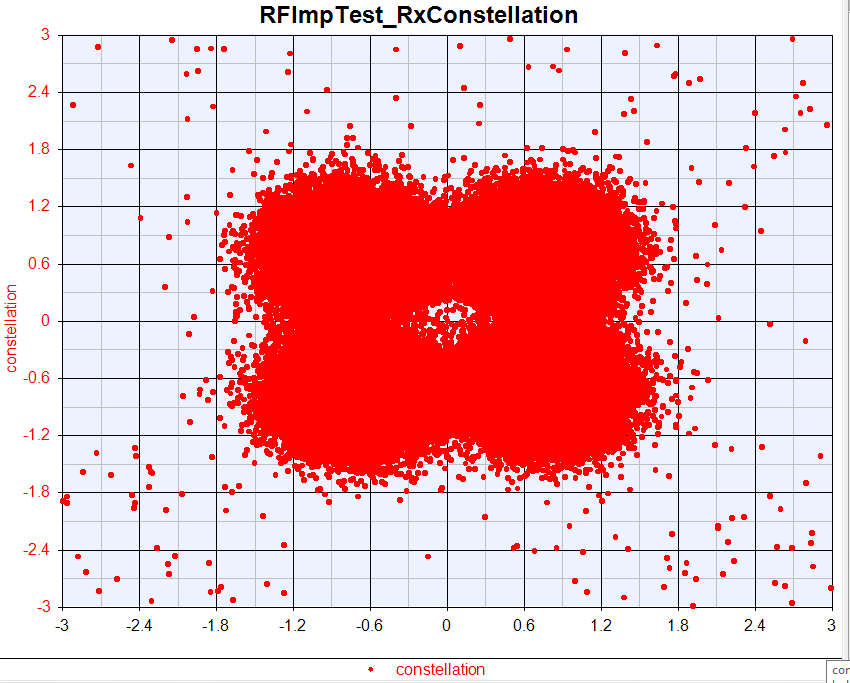 RFImpTest_RxConstellation
3
2.4
1.8
1.2
0.6
0
-0.6
-1.2
-1.8
-2.4
-3
constellation
-3 -2.4 -1.8 -1.2 -0.6 0 0.6 1.2 1.8 2.4 3
constellation